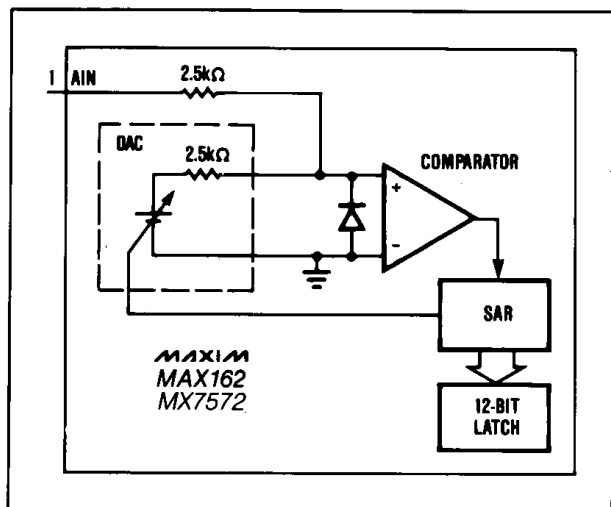 1 AIN
2.5kΩ
DAC
2.5kΩ
COMPARATOR
+
−
SAR
MAXIM
MAX162
MX7572
12-BIT
LATCH